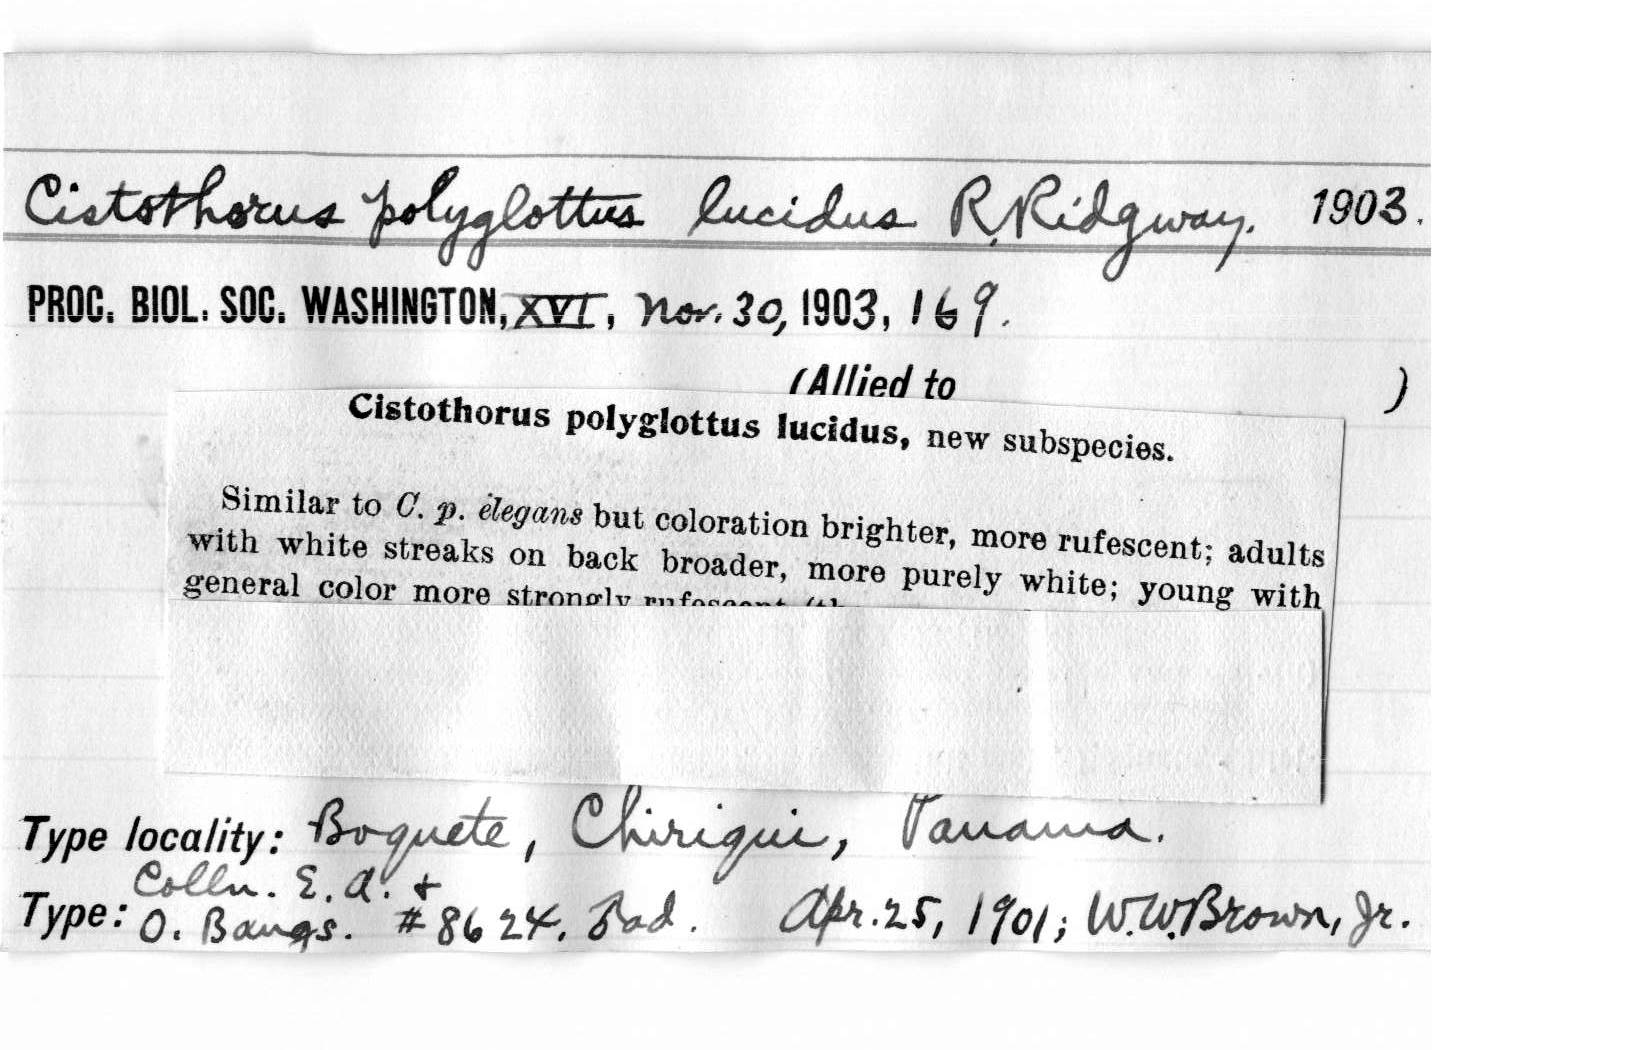 Cistothorus polyglottus lucidus R. Ridgway. 1903.
PROC. BIOL. SOC. WASHINGTON, XVI, Nov. 30, 1903, 169.
(Allied to )
Cistothorus polyglottus lucidus, new subspecies.
Similar to C. p. elegans but coloration brighter, more rufescent; adults
with white streaks on back broader, more purely white; young with
general color more strongly rufescent
Type locality: Boquete, Chiriqui, Panama.
Colln. E. A. &
Type: O. Bangs. #8624, ad. Apr. 25, 1901; W.W. Brown, Jr.